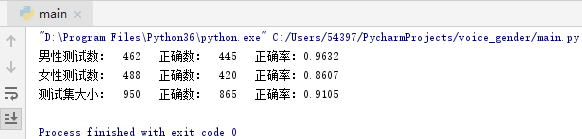 main
"D:\Program Files\Python36\python.exe" C:/Users/54397/PycharmProjects/voice_gender/main.py
男性测试数： 462 正确数： 445 正确率：0.9632
女性测试数： 488 正确数： 420 正确率：0.8607
测试集大小： 950 正确数： 865 正确率：0.9105
Process finished with exit code 0